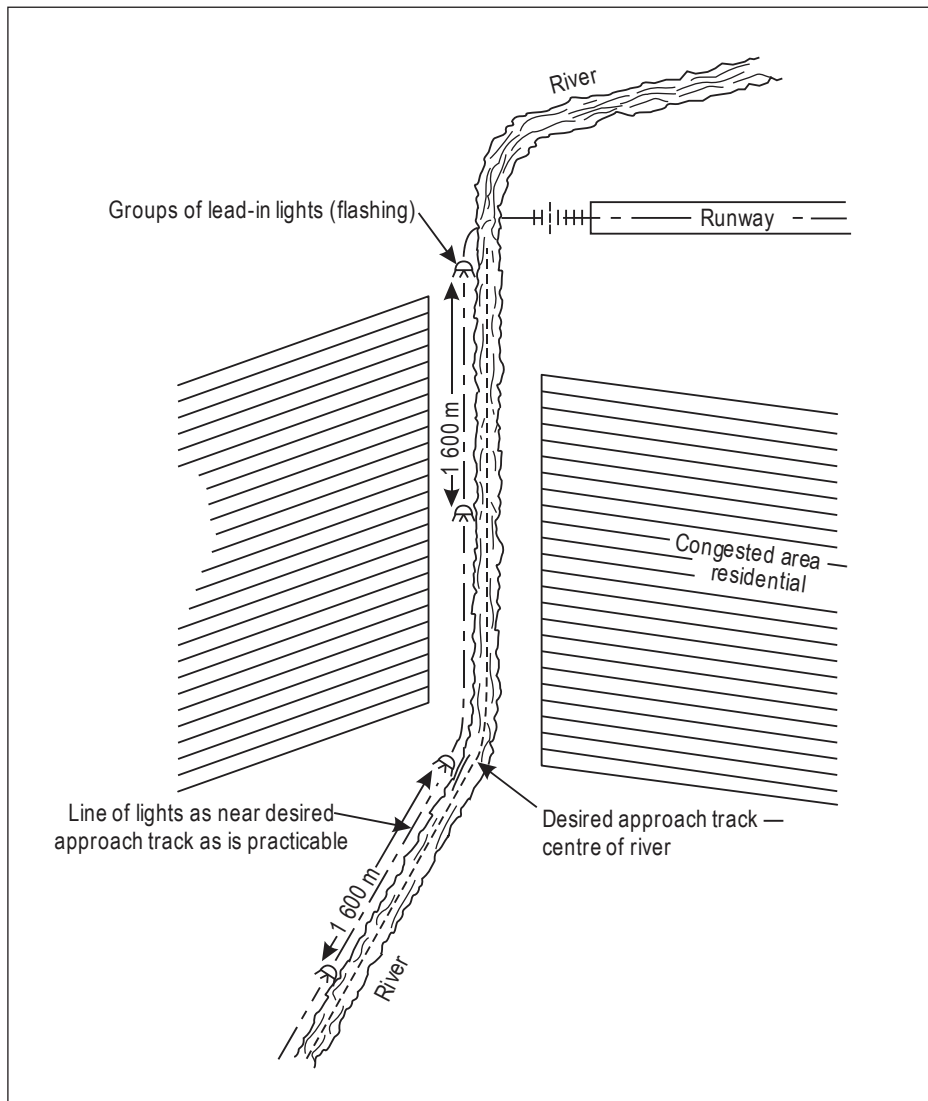 River
Groups of lead-in lights (flashing)
Runway
1 600 m
Congested area
residential
Line of lights as near desired
approach track as is practicable
Desired approach track —
centre of river
1 600 m
River